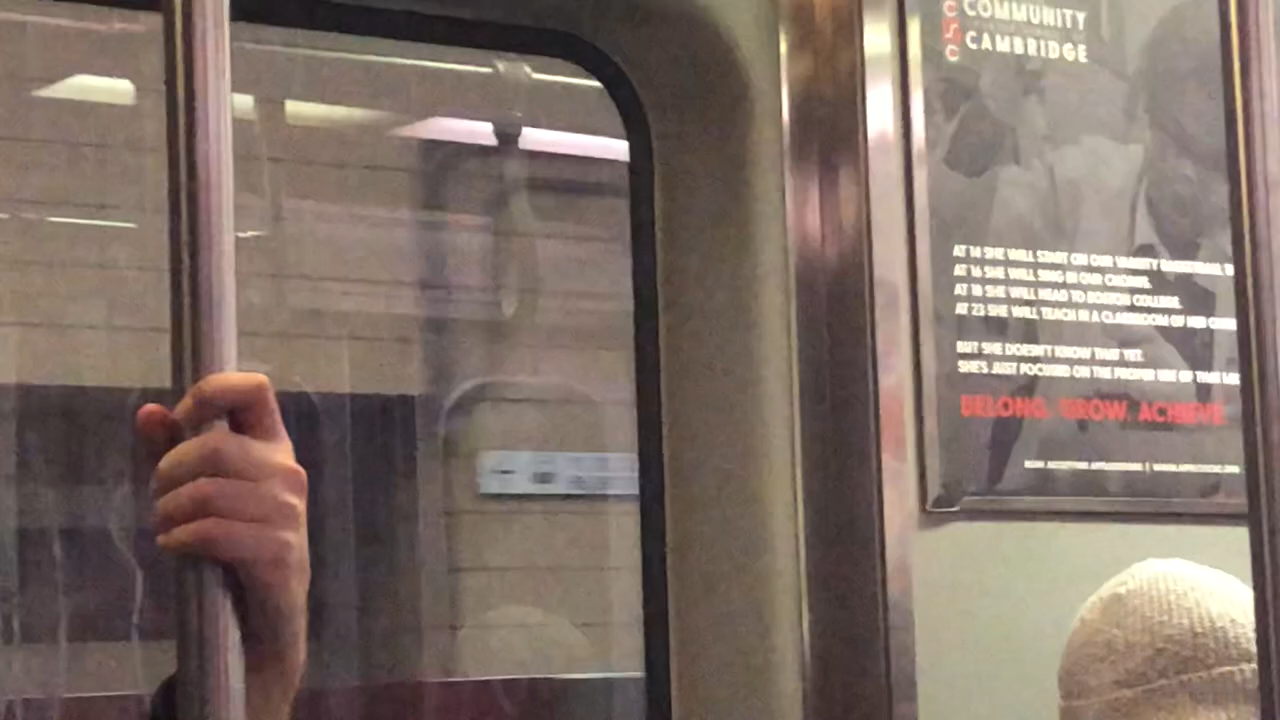 COMMUNITY
CSC CAMBRIDGE
AT 14 SHE WILL START ON OUR VARSITY BASKETBALL
AT 16 SHE WILL SING IN OUR CHORUS.
AT 18 SHE WILL HEAD TO BOSTON COLLEGE.
AT 23 SHE WILL TEACH IN A CLASSROOM OF HER
BUT SHE DOESN'T KNOW THAT YET.
SHE'S JUST FOCUSED ON THE PROPER USE OF THAT
BELONG. GROW. ACHIEVE.